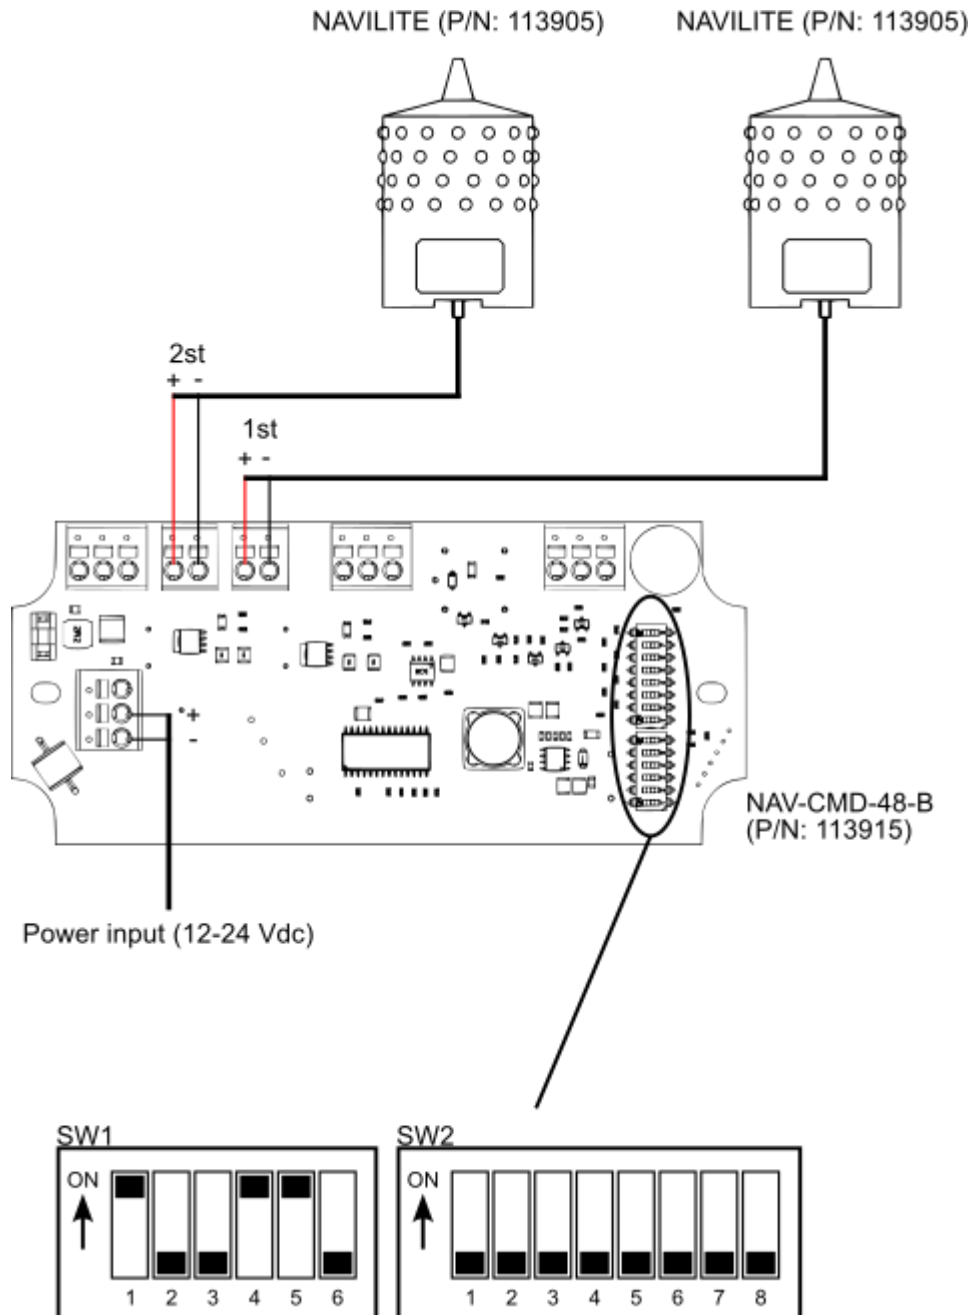 NAVILITE (P/N: 113905)
NAVILITE (P/N: 113905)
2st
+ -
1st
+ -
2R2
+
-
NAV-CMD-48-B
(P/N: 113915)
Power input (12-24 Vdc)
SW1
ON
1 2 3 4 5 6
SW2
ON
1 2 3 4 5 6 7 8